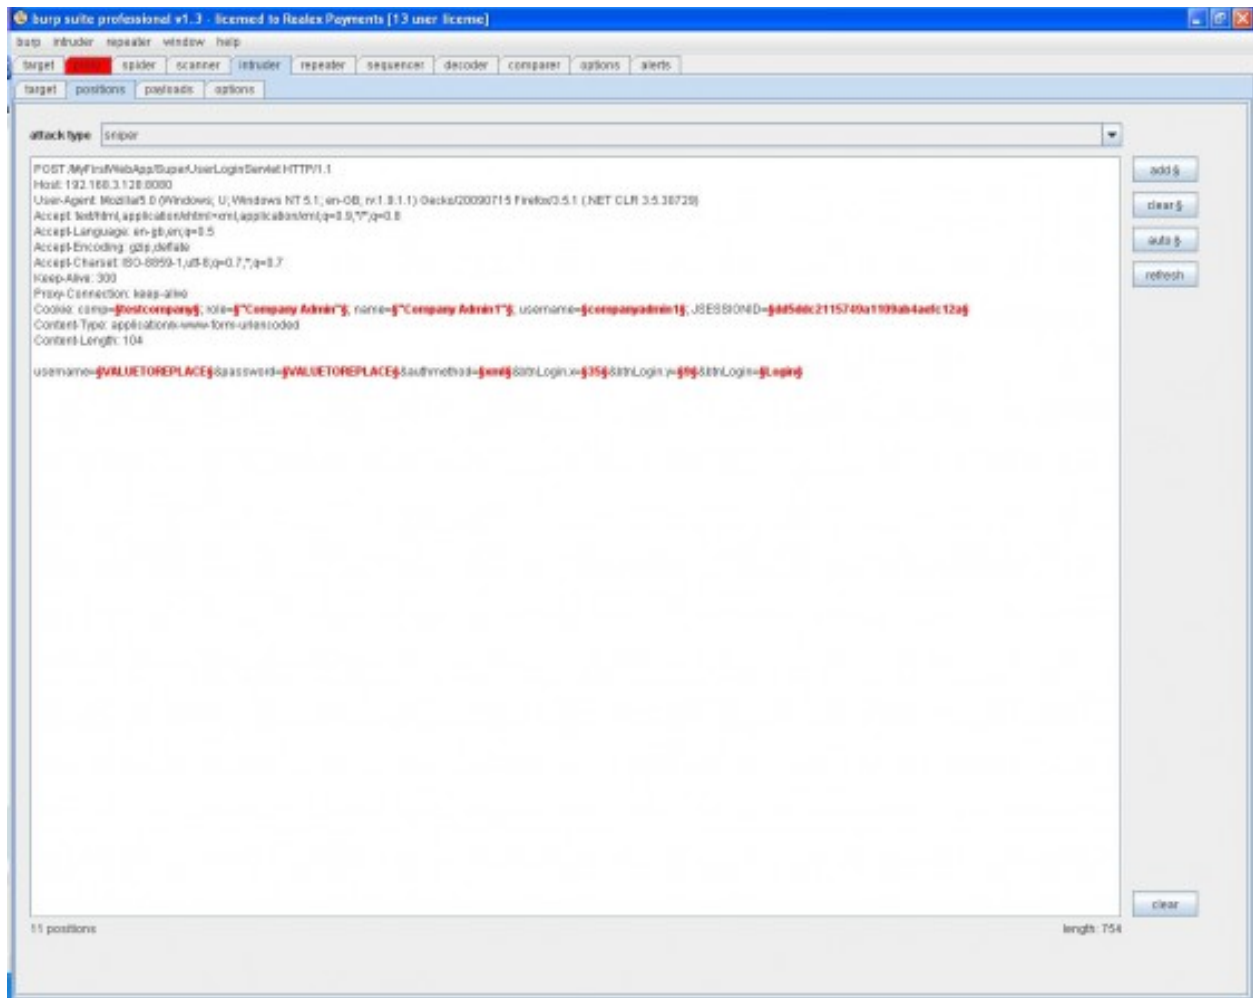 burp suite professional v1.3 - licensed to Realex Payments [13 user license]
burp intruder repeater window help
target spider scanner intruder repeater sequencer decoder comparer options alerts
target positions payloads options
attack type sniper
POST /MyFirstWebApp/SuperUserLoginServlet HTTP/1.1
add §
Host: 192.168.3.128:8080
User-Agent: Mozilla/5.0 (Windows; U; Windows NT 5.1; en-GB; rv:1.9.1.1) Gecko/20090715 Firefox/3.5.1 (.NET CLR 3.5.30729)
clear §
Accept: text/html,application/xhtml+xml,application/xml;q=0.9,*/*;q=0.8
Accept-Language: en-gb,en;q=0.5
auto §
Accept-Encoding: gzip,deflate
Accept-Charset: ISO-8859-1,utf-8;q=0.7,*;q=0.7
Keep-Alive: 300
refresh
Proxy-Connection: keep-alive
Cookie: comp=§testcompany§; role=§"Company Admin"§; name=§"Company Admin1"§; username=§companyadmin1§; JSESSIONID=
Content-Type: application/x-www-form-urlencoded
Content-Length: 104
username=§VALUETOREPLACE§&password=§VALUETOREPLACE§&authmethod=§xml§&btnLogin.x=§35§&btnLogin.y=§9§&btnLogin=§Login§
clear
11 positions
length: 754